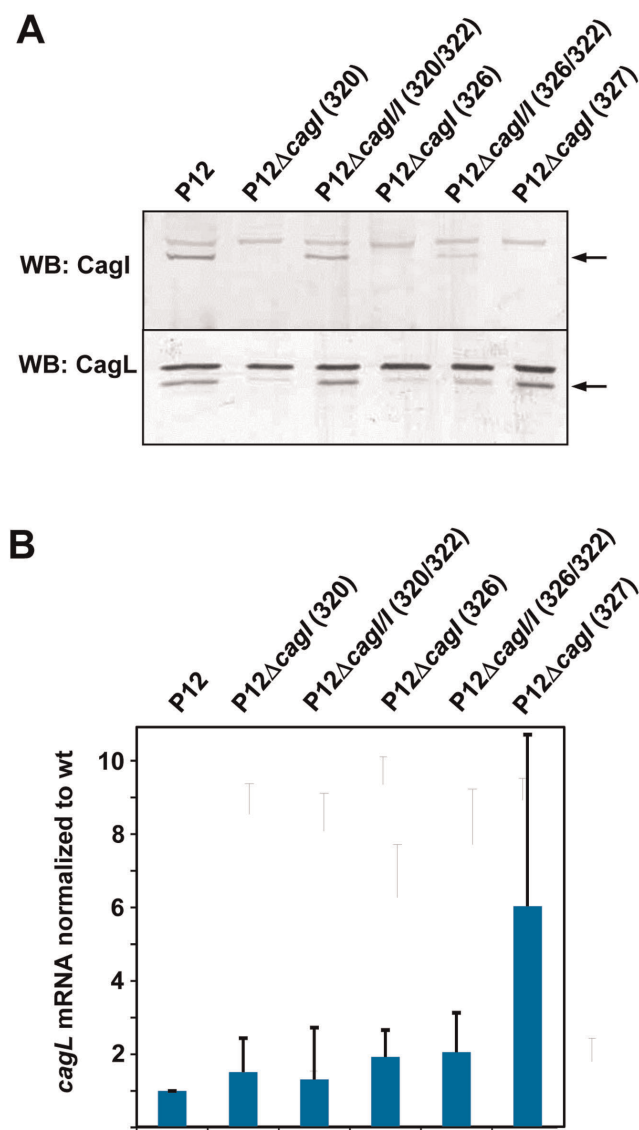 A
P12
P12ΔcagI (320)
P12ΔcagI/I (320/322)
P12ΔcagI (326)
P12ΔcagI/I (326/322)
P12ΔcagI (327)
WB: CagI
WB: CagL
B
P12
P12ΔcagI (320)
P12ΔcagI/I (320/322)
P12ΔcagI (326)
P12ΔcagI/I (326/322)
P12ΔcagI (327)
cagL mRNA normalized to wt
10
8
6
4
2